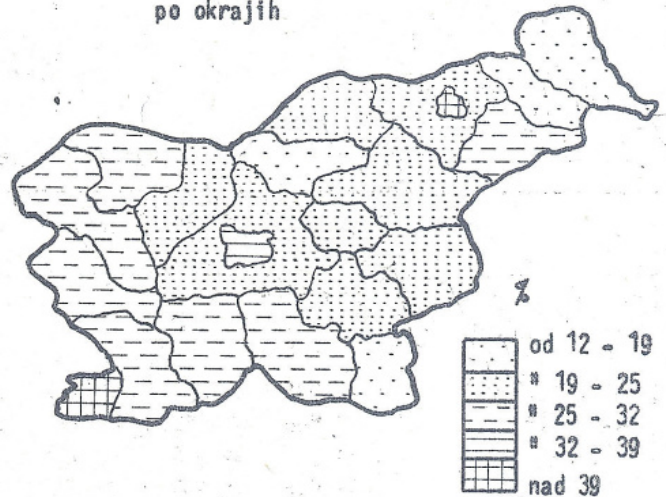 po okrajih
%
od 12 - 19
" 19 - 25
" 25 - 32
" 32 - 39
nad 39